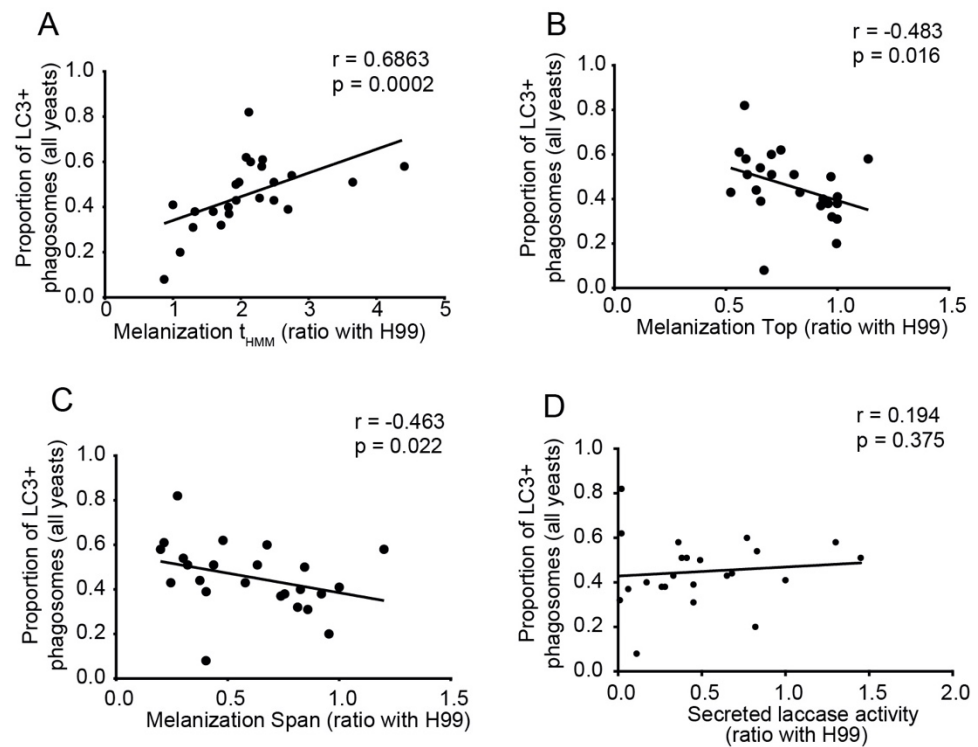 A
r = 0.6863
p = 0.0002
Proportion of LC3+
phagosomes (all yeasts)
1.0
0.8
0.6
0.4
0.2
0.0
0 1 2 3 4 5
Melanization tHMM (ratio with H99)
B
r = -0.483
p = 0.016
Proportion of LC3+
phagosomes (all yeasts)
1.0
0.8
0.6
0.4
0.2
0.0
0.0 0.5 1.0 1.5
Melanization Top (ratio with H99)
C
r = -0.463
p = 0.022
Proportion of LC3+
phagosomes (all yeasts)
1.0
0.8
0.6
0.4
0.2
0.0
0.0 0.5 1.0 1.5
Melanization Span (ratio with H99)
D
r = 0.194
p = 0.375
Proportion of LC3+
phagosomes (all yeasts)
1.0
0.8
0.6
0.4
0.2
0.0
0.0 0.5 1.0 1.5 2.0
Secreted laccase activity
(ratio with H99)